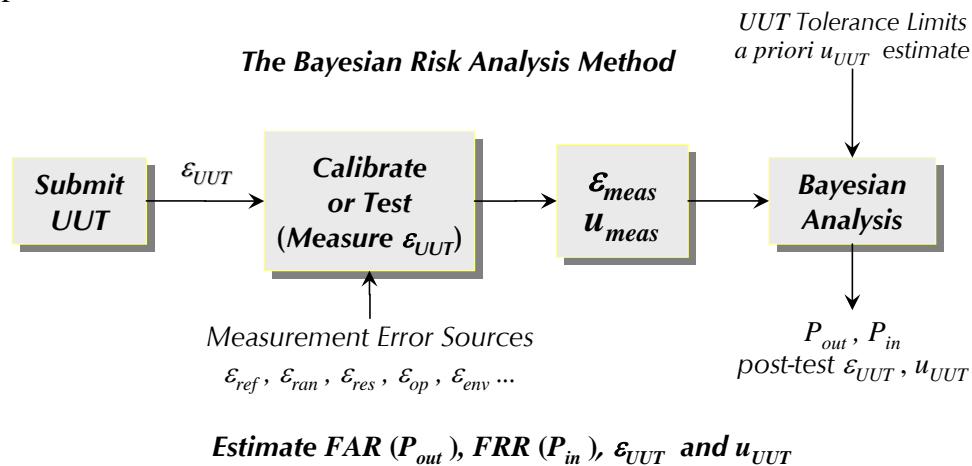 UUT Tolerance Limits
a priori u_UUT estimate
The Bayesian Risk Analysis Method
Submit
UUT
ε_UUT
Calibrate
or Test
(Measure ε_UUT)
ε_meas
u_meas
Bayesian
Analysis
Measurement Error Sources
ε_ref , ε_ran , ε_res , ε_op , ε_env ...
P_out , P_in
post-test ε_UUT , u_UUT
Estimate FAR (P_out ), FRR (P_in ), ε_UUT and u_UUT